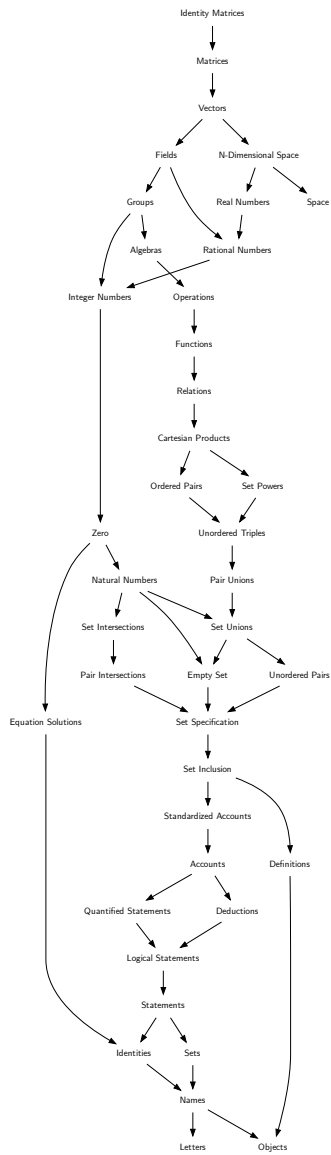 Identity Matrices
Matrices
Vectors
Fields
N-Dimensional Space
Groups
Real Numbers
Space
Algebras
Rational Numbers
Integer Numbers
Operations
Functions
Relations
Cartesian Products
Ordered Pairs
Set Powers
Zero
Unordered Triples
Natural Numbers
Pair Unions
Set Intersections
Set Unions
Pair Intersections
Empty Set
Unordered Pairs
Equation Solutions
Set Specification
Set Inclusion
Standardized Accounts
Accounts
Definitions
Quantified Statements
Deductions
Logical Statements
Statements
Identities
Sets
Names
Letters
Objects